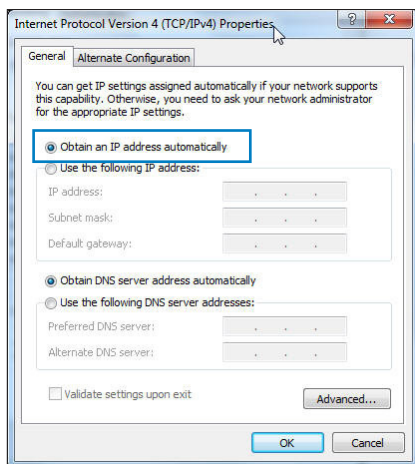 Internet Protocol Version 4 (TCP/IPv4) Properties
General
Alternate Configuration
You can get IP settings assigned automatically if your network supports
this capability. Otherwise, you need to ask your network administrator
for the appropriate IP settings.
Obtain an IP address automatically
Use the following IP address:
IP address:
Subnet mask:
Default gateway:
Obtain DNS server address automatically
Use the following DNS server addresses:
Preferred DNS server:
Alternate DNS server:
Validate settings upon exit
Advanced...
OK
Cancel